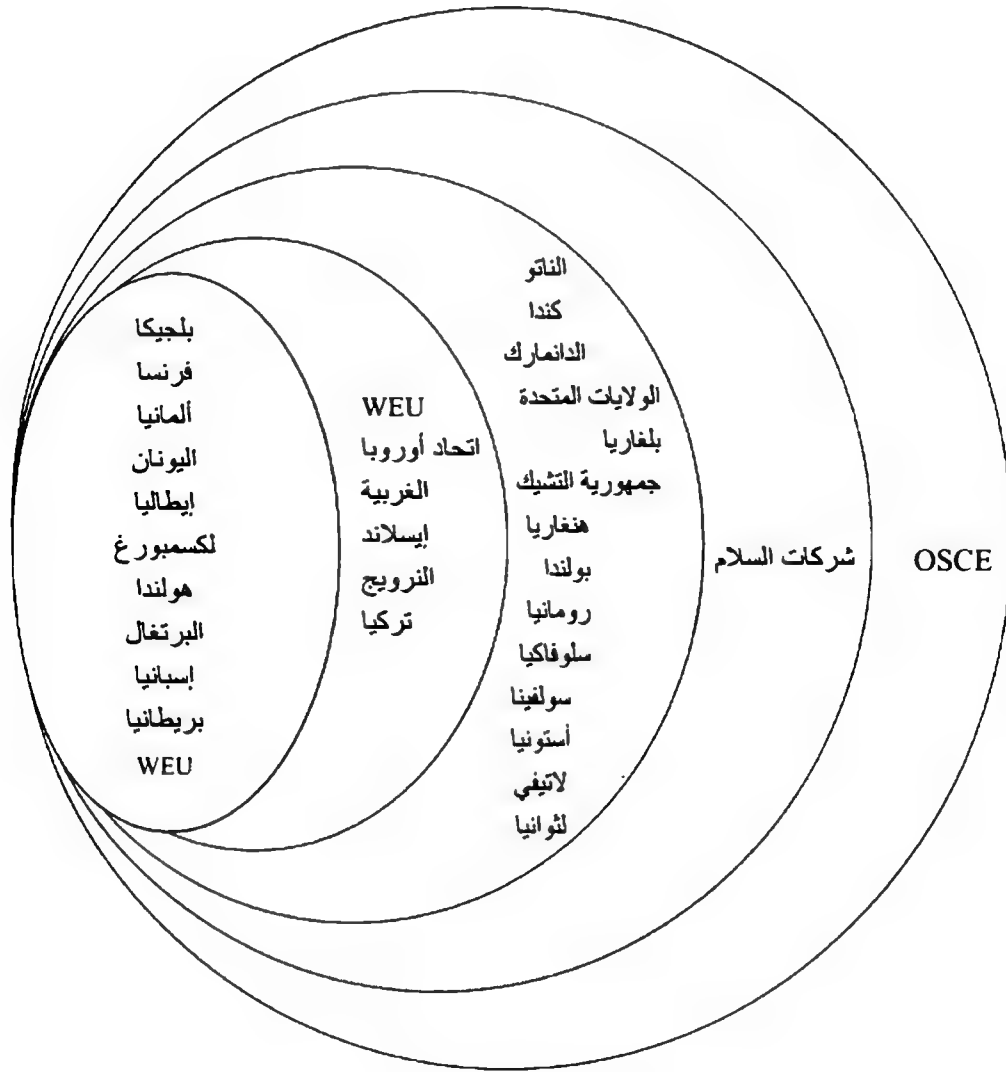 بلجيكا
فرنسا
ألمانيا
اليونان
إيطاليا
لكسمبورغ
هولندا
البرتغال
إسبانيا
بريطانيا
WEU
WEU
اتحاد أوروبا
الغربية
إيسلاند
النرويج
تركيا
الناتو
كندا
الدانمارك
الولايات المتحدة
بلغاريا
جمهورية التشيك
هنغاريا
بولندا
رومانيا
سلوفاكيا
سولفينا
أستونيا
لاتيفي
لثوانيا
شركات السلام
OSCE